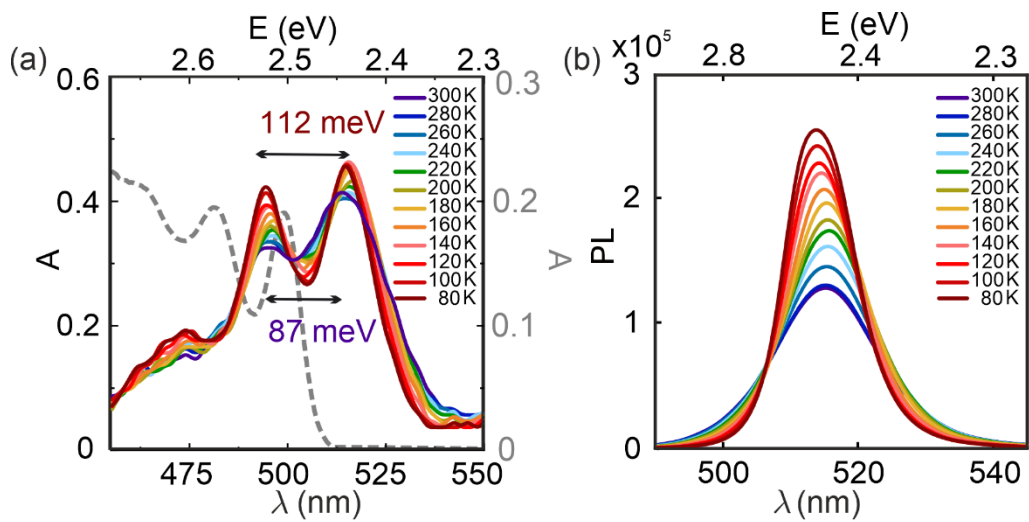 (a)
E (eV)
2.6 2.5 2.4 2.3
0.6
0.4
0.2
0
A
0.3
0.2
0.1
0
A
300K
280K
260K
240K
220K
200K
180K
160K
140K
120K
100K
80K
112 meV
87 meV
475 500 525 550
λ (nm)
(b)
E (eV)
x10⁵
2.8 2.4 2.3
3
2
1
0
PL
300K
280K
260K
240K
220K
200K
180K
160K
140K
120K
100K
80K
500 520 540
λ (nm)